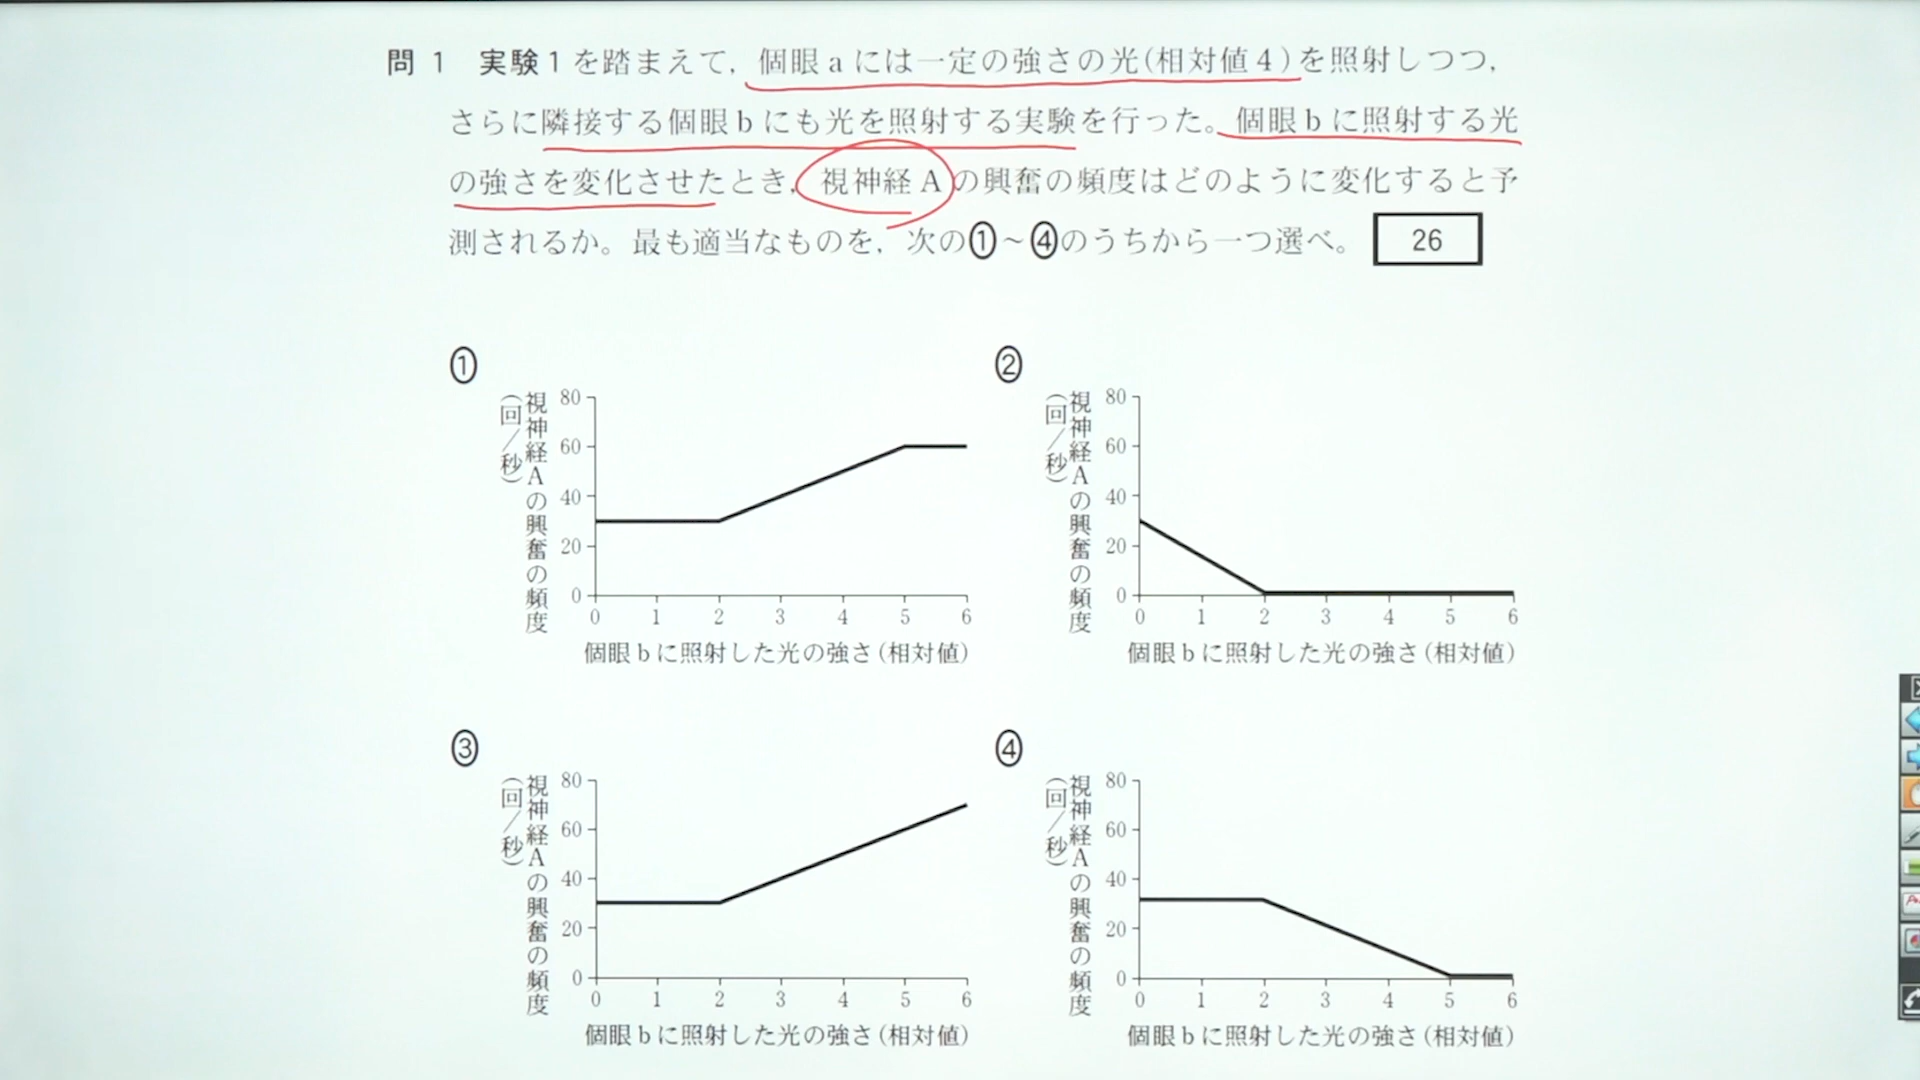 問 1 実験1を踏まえて，個眼aには一定の強さの光(相対値4)を照射しつつ，
さらに隣接する個眼bにも光を照射する実験を行った。個眼bに照射する光
の強さを変化させたとき，視神経Aの興奮の頻度はどのように変化すると予
測されるか。最も適当なものを，次の①～④のうちから一つ選べ。 26
①
視神経Aの興奮の頻度
(回/秒)
80
60
40
20
0
0 1 2 3 4 5 6
個眼bに照射した光の強さ(相対値)
②
視神経Aの興奮の頻度
(回/秒)
80
60
40
20
0
0 1 2 3 4 5 6
個眼bに照射した光の強さ(相対値)
③
視神経Aの興奮の頻度
(回/秒)
80
60
40
20
0
0 1 2 3 4 5 6
個眼bに照射した光の強さ(相対値)
④
視神経Aの興奮の頻度
(回/秒)
80
60
40
20
0
0 1 2 3 4 5 6
個眼bに照射した光の強さ(相対値)